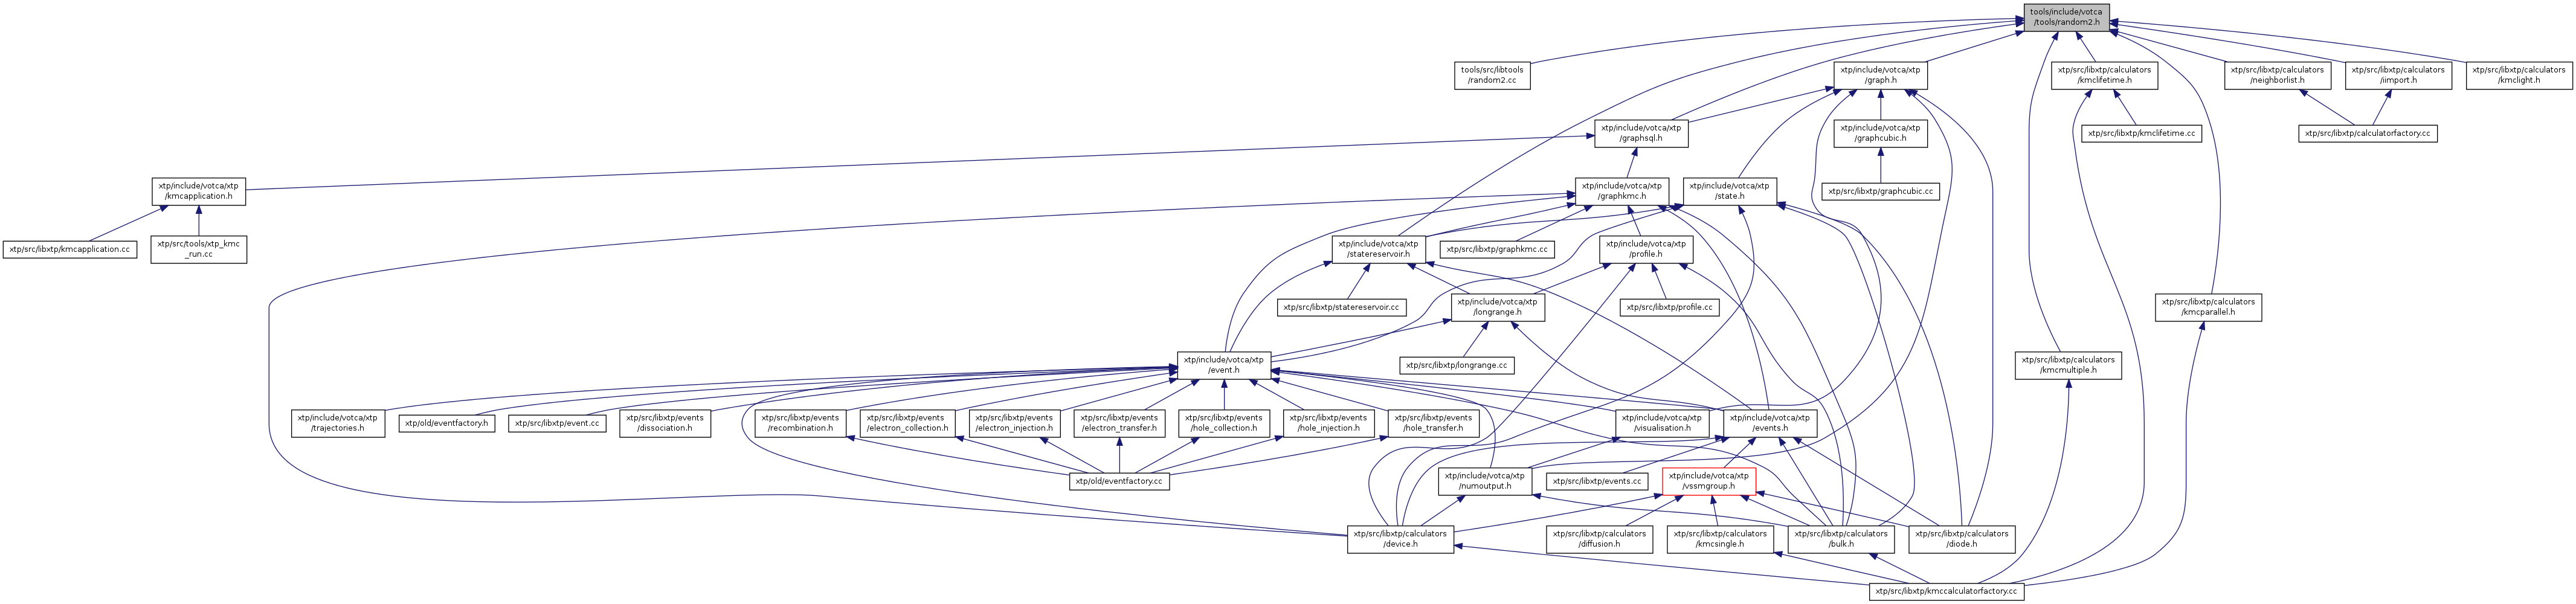 tools/include/votca
/tools/random2.h
tools/src/libtools
/random2.cc
xtp/include/votca/xtp
/graph.h
xtp/src/libxtp/calculators
/kmclifetime.h
xtp/src/libxtp/calculators
/neighborlist.h
xtp/src/libxtp/calculators
/iimport.h
xtp/src/libxtp/calculators
/kmclight.h
xtp/include/votca/xtp
/graphsql.h
xtp/include/votca/xtp
/graphcubic.h
xtp/src/libxtp/kmclifetime.cc
xtp/src/libxtp/calculatorfactory.cc
xtp/include/votca/xtp
/kmcapplication.h
xtp/include/votca/xtp
/graphkmc.h
xtp/include/votca/xtp
/state.h
xtp/src/libxtp/graphcubic.cc
xtp/src/libxtp/kmcapplication.cc
xtp/src/tools/xtp_kmc
_run.cc
xtp/include/votca/xtp
/statereservoir.h
xtp/src/libxtp/graphkmc.cc
xtp/include/votca/xtp
/profile.h
xtp/src/libxtp/statereservoir.cc
xtp/include/votca/xtp
/longrange.h
xtp/src/libxtp/profile.cc
xtp/src/libxtp/calculators
/kmcparallel.h
xtp/include/votca/xtp
/event.h
xtp/src/libxtp/longrange.cc
xtp/src/libxtp/calculators
/kmcmultiple.h
xtp/include/votca/xtp
/trajectories.h
xtp/old/eventfactory.h
xtp/src/libxtp/event.cc
xtp/src/libxtp/events
/dissociation.h
xtp/src/libxtp/events
/recombination.h
xtp/src/libxtp/events
/electron_collection.h
xtp/src/libxtp/events
/electron_injection.h
xtp/src/libxtp/events
/electron_transfer.h
xtp/src/libxtp/events
/hole_collection.h
xtp/src/libxtp/events
/hole_injection.h
xtp/src/libxtp/events
/hole_transfer.h
xtp/include/votca/xtp
/visualisation.h
xtp/include/votca/xtp
/events.h
xtp/old/eventfactory.cc
xtp/include/votca/xtp
/numoutput.h
xtp/src/libxtp/events.cc
xtp/include/votca/xtp
/vssmgroup.h
xtp/src/libxtp/calculators
/device.h
xtp/src/libxtp/calculators
/diffusion.h
xtp/src/libxtp/calculators
/kmcsingle.h
xtp/src/libxtp/calculators
/bulk.h
xtp/src/libxtp/calculators
/diode.h
xtp/src/libxtp/kmccalculatorfactory.cc